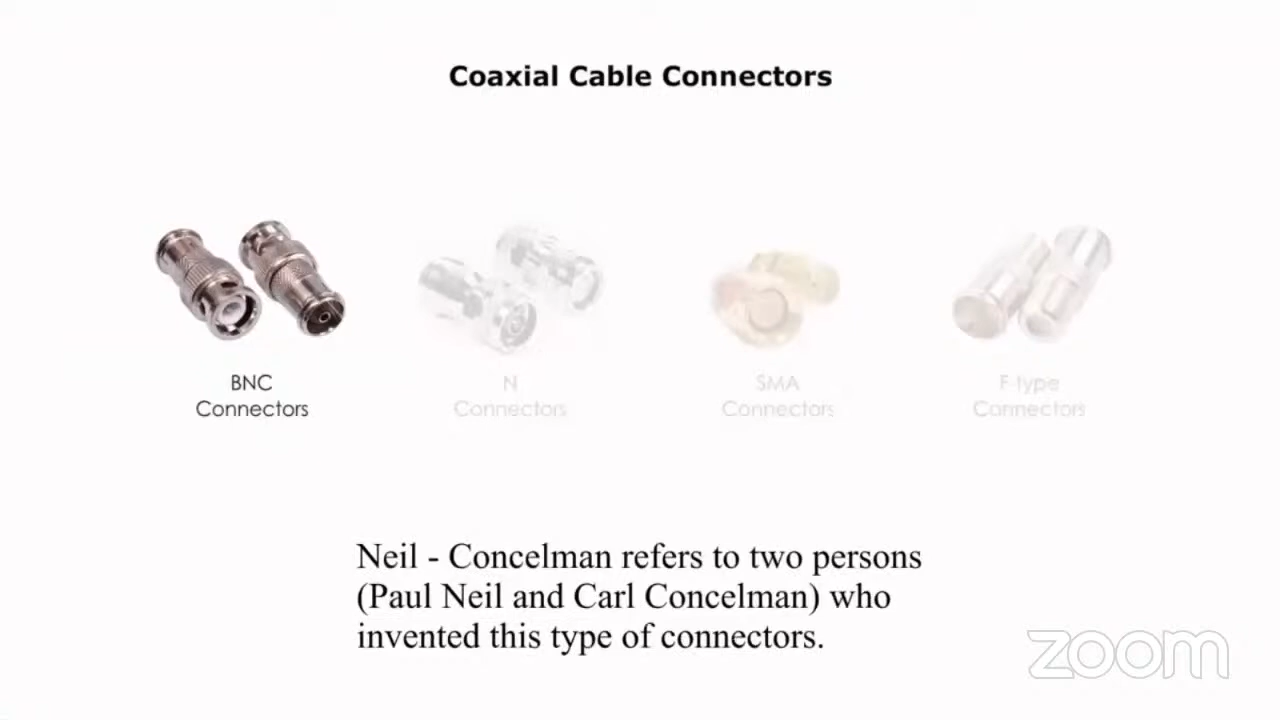 Coaxial Cable Connectors
BNC
Connectors
N
Connectors
SMA
Connectors
F-type
Connectors
Neil - Concelman refers to two persons
(Paul Neil and Carl Concelman) who
invented this type of connectors.
zoom